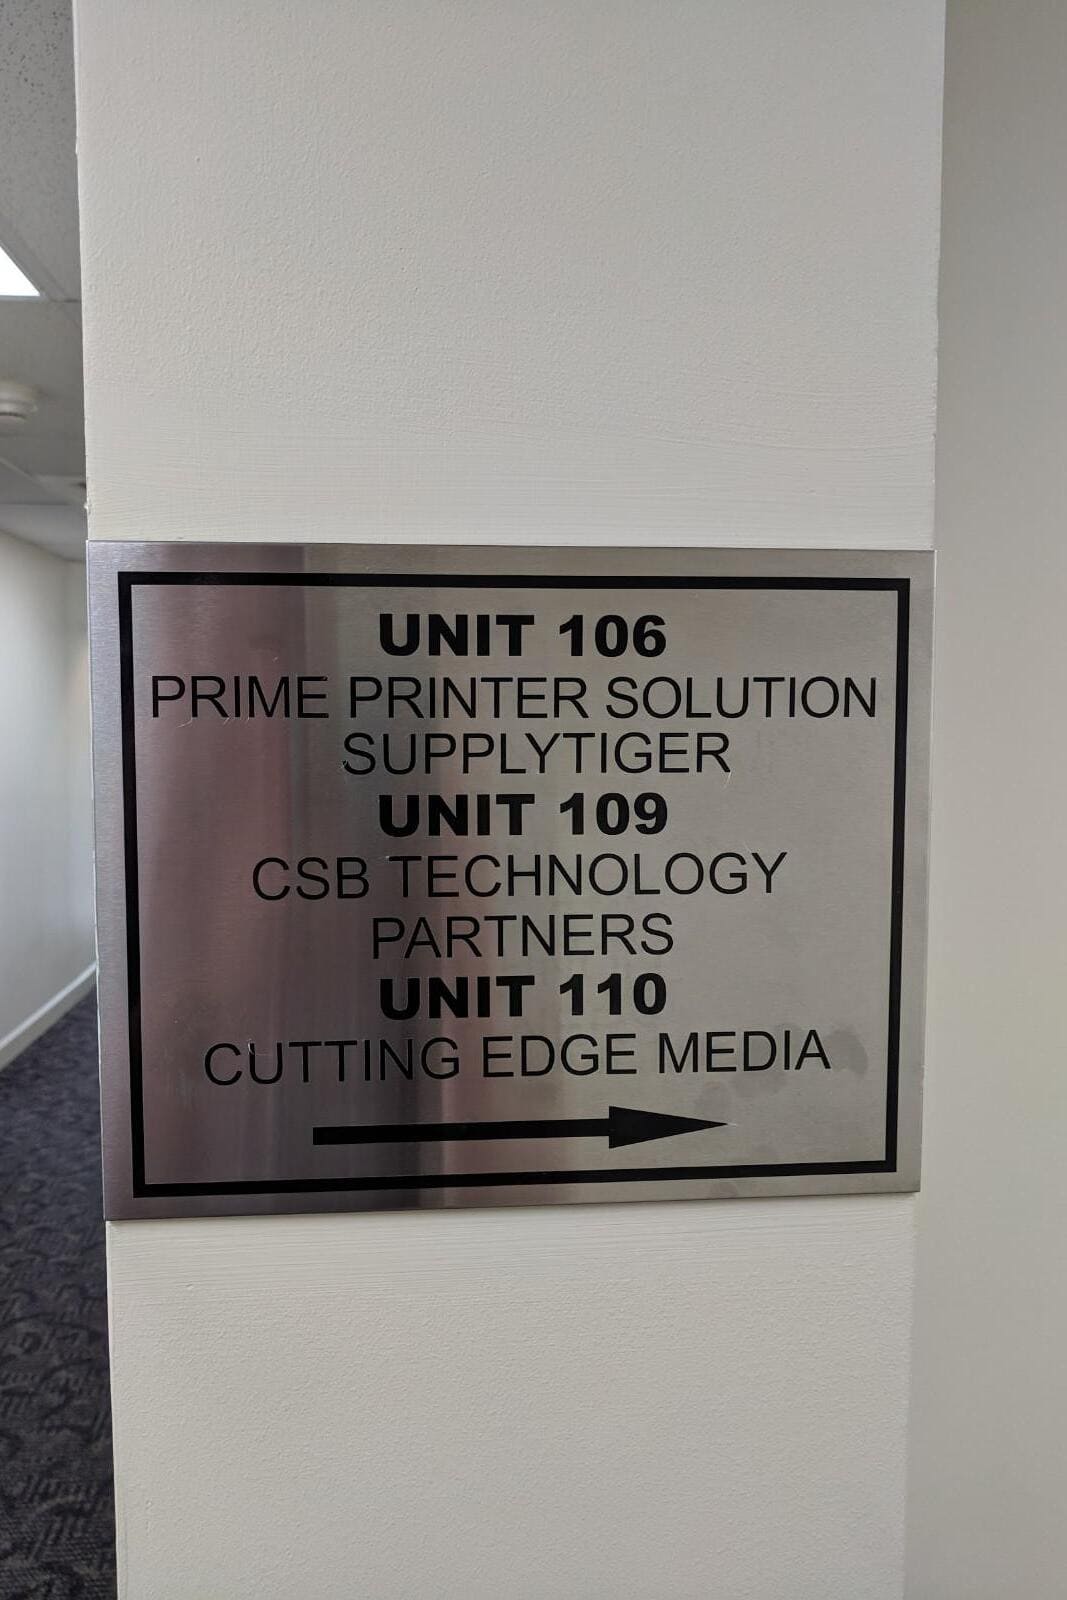 UNIT 106
PRIME PRINTER SOLUTION
SUPPLYTIGER
UNIT 109
CSB TECHNOLOGY
PARTNERS
UNIT 110
CUTTING EDGE MEDIA